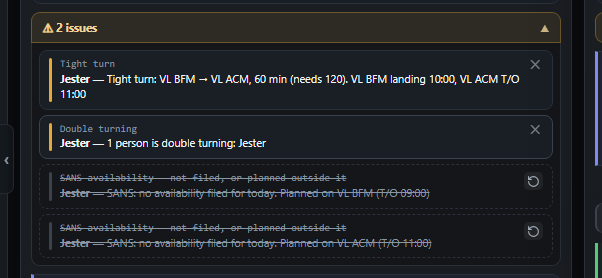 ⚠ 2 issues ▲
Tight turn
Jester — Tight turn: VL BFM → VL ACM, 60 min (needs 120). VL BFM landing 10:00, VL ACM T/O
11:00
Double turning
Jester — 1 person is double turning: Jester
SANS availability — not filed, or planned outside it
Jester — SANS: no availability filed for today. Planned on VL BFM (T/O 09:00)
SANS availability — not filed, or planned outside it
Jester — SANS: no availability filed for today. Planned on VL ACM (T/O 11:00)